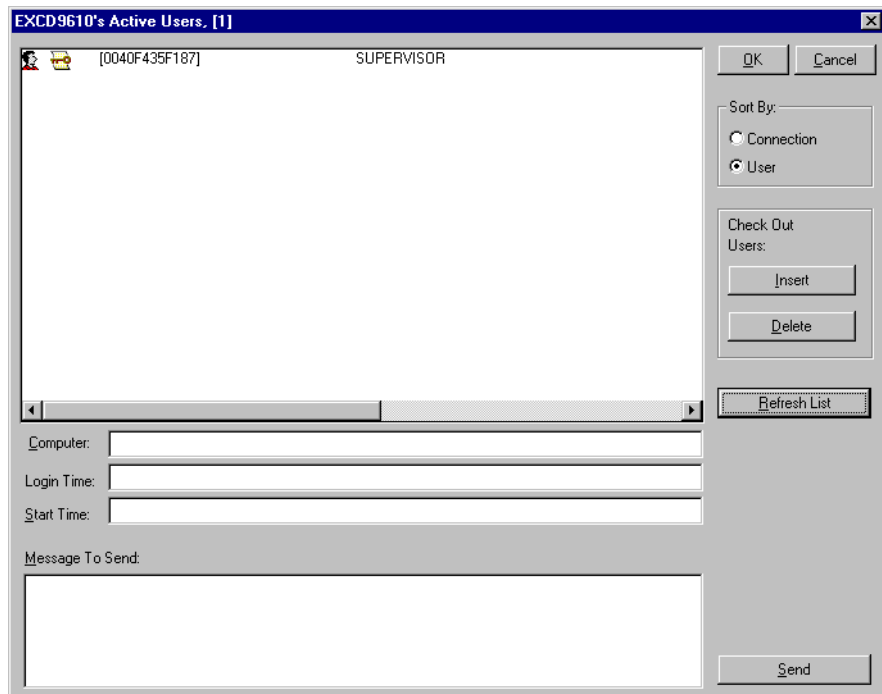 EXCD9610's Active Users, [1]
[0040F435F187] SUPERVISOR
OK Cancel
Sort By:
Connection
User
Check Out
Users:
Insert
Delete
Refresh List
Computer:
Login Time:
Start Time:
Message To Send:
Send